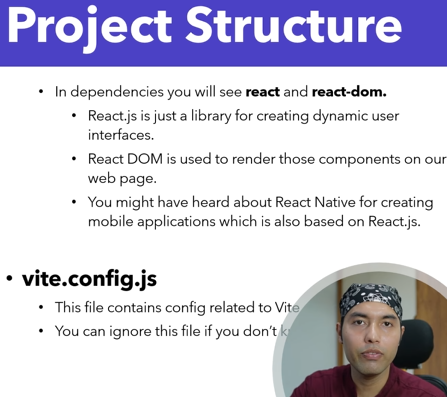 Project Structure
• In dependencies you will see react and react-dom.
• React.js is just a library for creating dynamic user
interfaces.
• React DOM is used to render those components on our
web page.
• You might have heard about React Native for creating
mobile applications which is also based on React.js.
• vite.config.js
• This file contains config related to Vite
• You can ignore this file if you don't